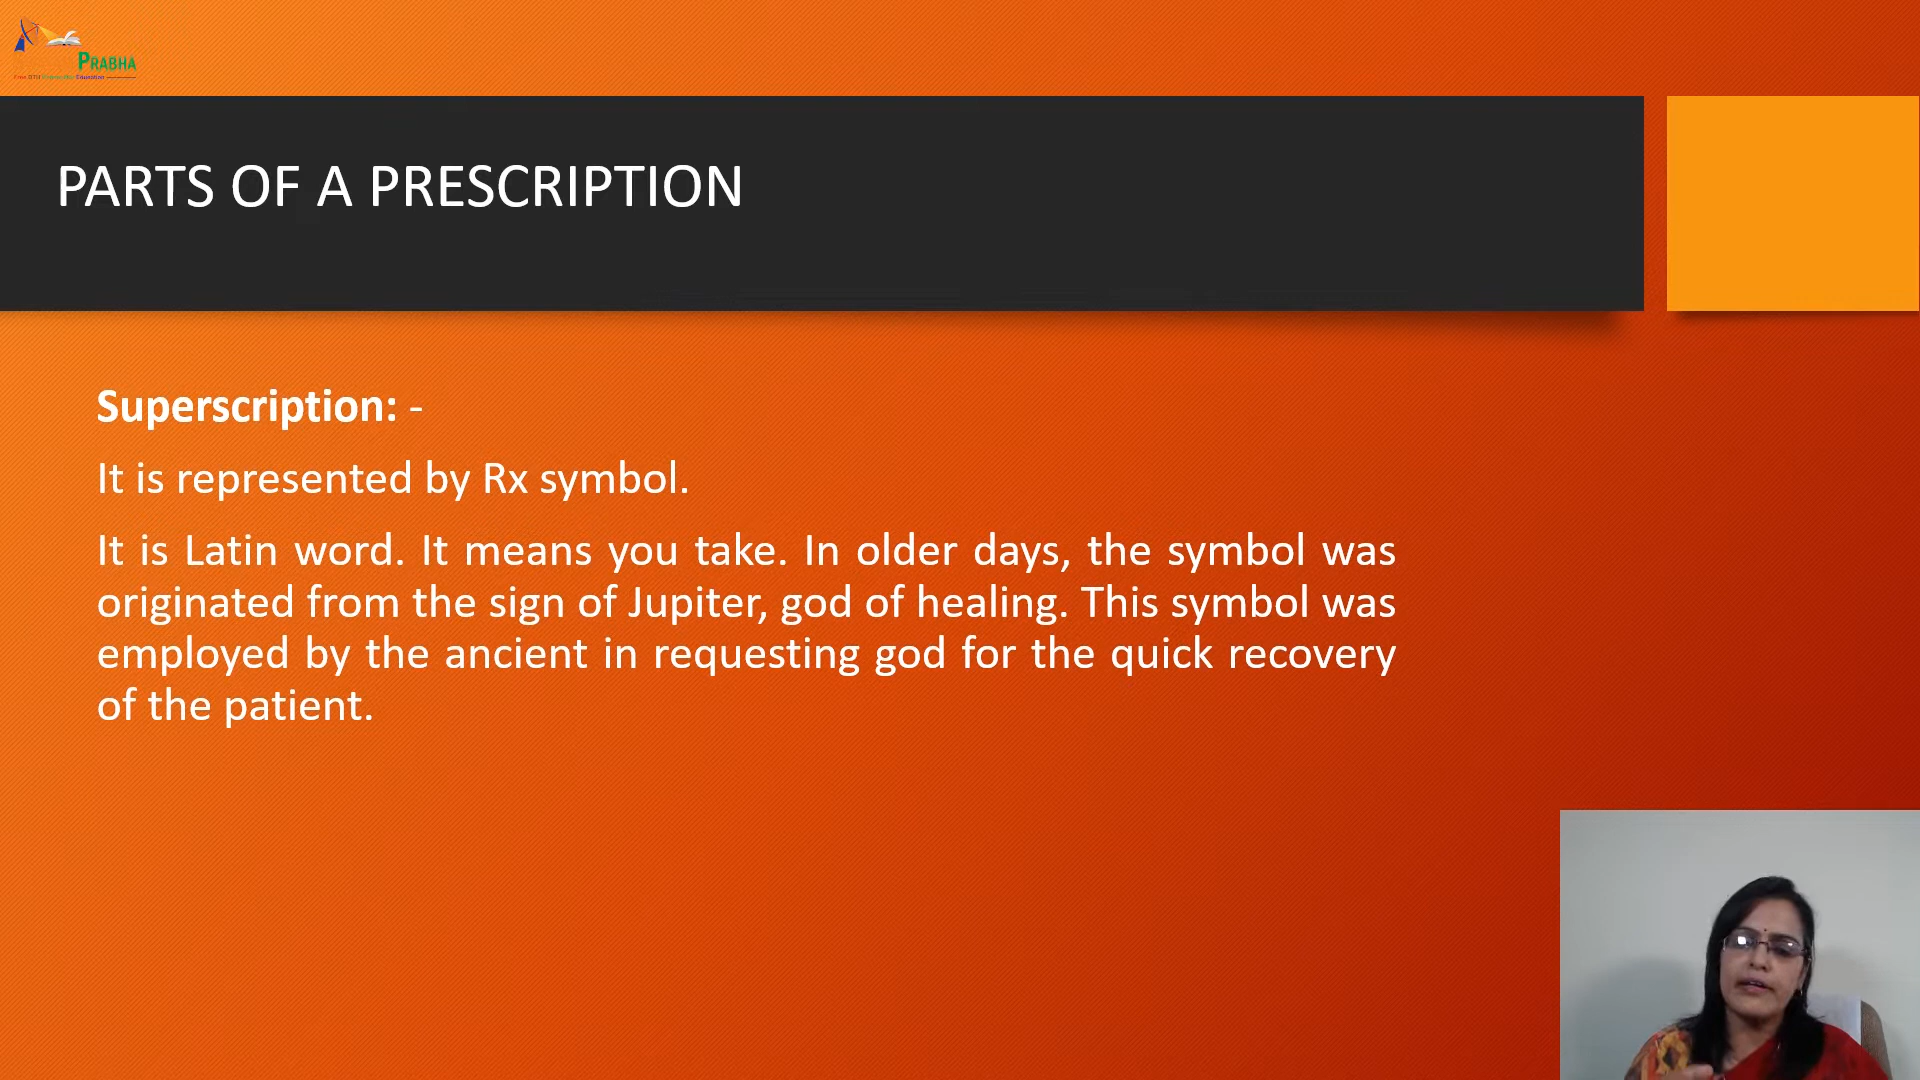 PRABHA
PARTS OF A PRESCRIPTION
Superscription: -
It is represented by Rx symbol.
It is Latin word. It means you take. In older days, the symbol was
originated from the sign of Jupiter, god of healing. This symbol was
employed by the ancient in requesting god for the quick recovery
of the patient.